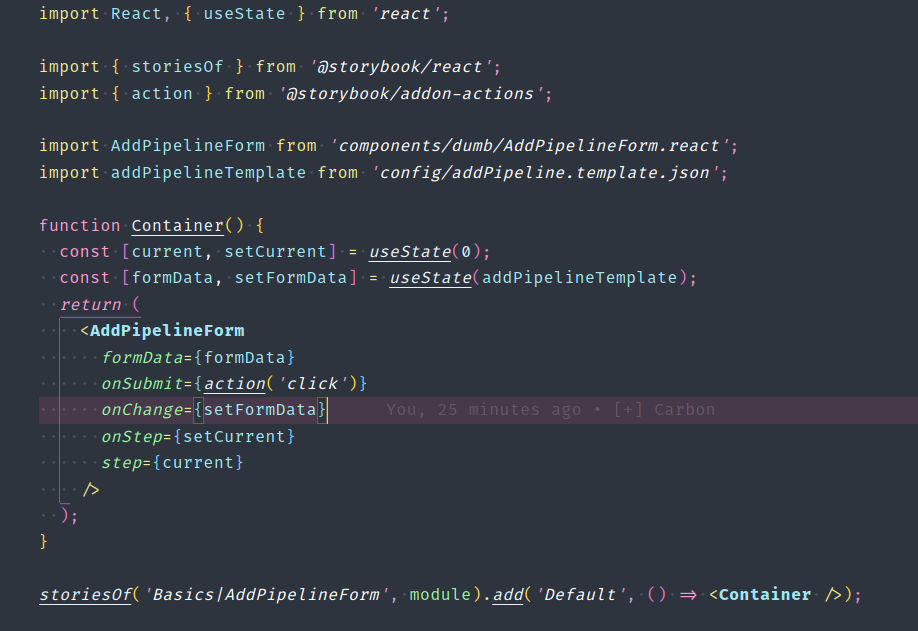 import React, { useState } from 'react';
import { storiesOf } from '@storybook/react';
import { action } from '@storybook/addon-actions';
import AddPipelineForm from 'components/dumb/AddPipelineForm.react';
import addPipelineTemplate from 'config/addPipeline.template.json';
function Container() {
const [current, setCurrent] = useState(0);
const [formData, setFormData] = useState(addPipelineTemplate);
return (
<AddPipelineForm
formData={formData}
onSubmit={action('click')}
onChange={setFormData} You, 25 minutes ago • [+] Carbon
onStep={setCurrent}
step={current}
/>
);
}
storiesOf('Basics|AddPipelineForm', module).add('Default', () => <Container />);